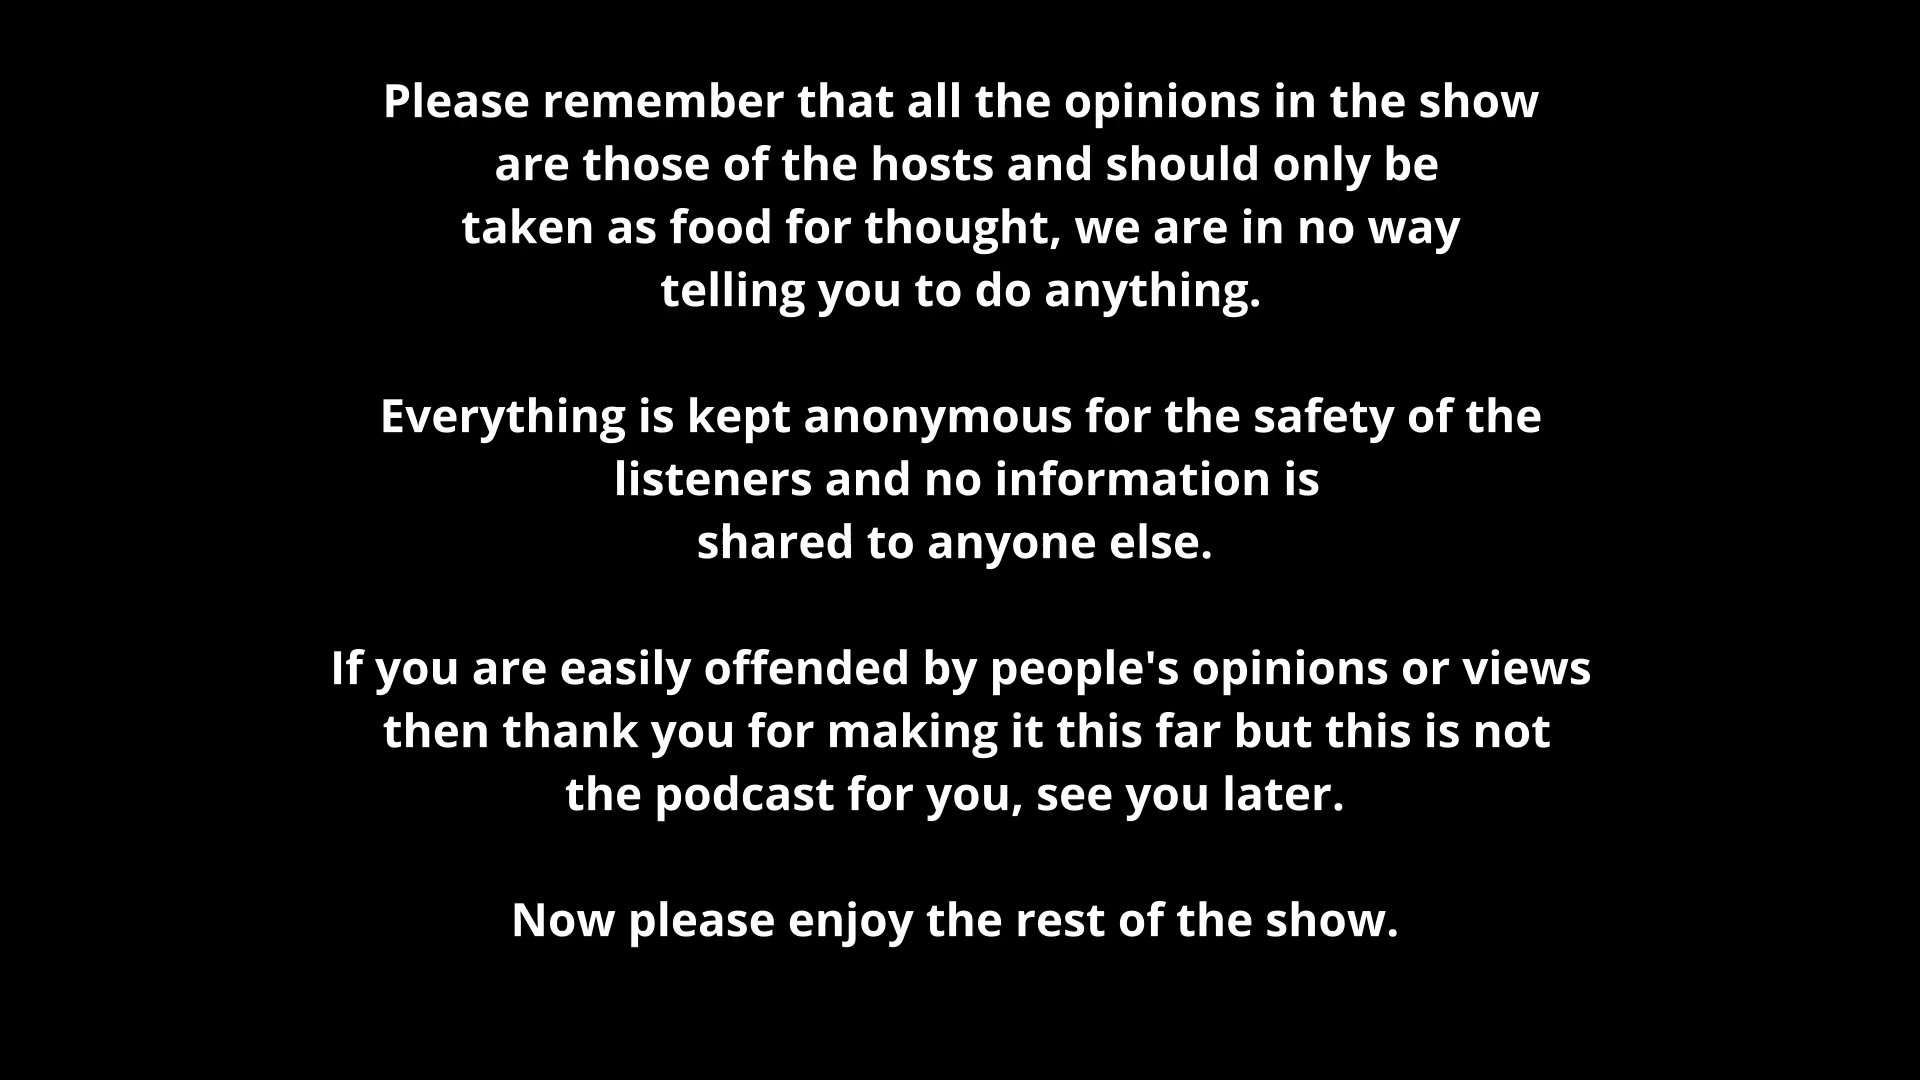 Please remember that all the opinions in the show
are those of the hosts and should only be
taken as food for thought, we are in no way
telling you to do anything.
Everything is kept anonymous for the safety of the
listeners and no information is
shared to anyone else.
If you are easily offended by people's opinions or views
then thank you for making it this far but this is not
the podcast for you, see you later.
Now please enjoy the rest of the show.